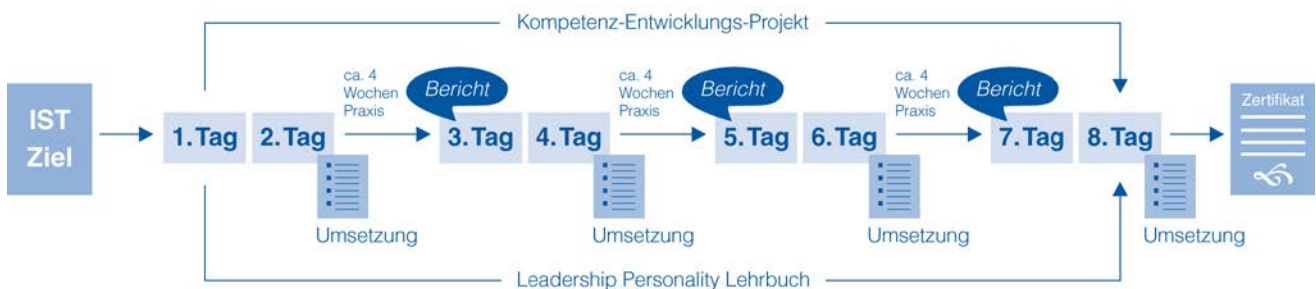 Kompetenz-Entwicklungs-Projekt
IST
Ziel
1. Tag
2. Tag
ca. 4
Wochen
Praxis
Bericht
3. Tag
4. Tag
ca. 4
Wochen
Praxis
Bericht
5. Tag
6. Tag
ca. 4
Wochen
Praxis
Bericht
7. Tag
8. Tag
Zertifikat
Umsetzung
Umsetzung
Umsetzung
Umsetzung
Leadership Personality Lehrbuch